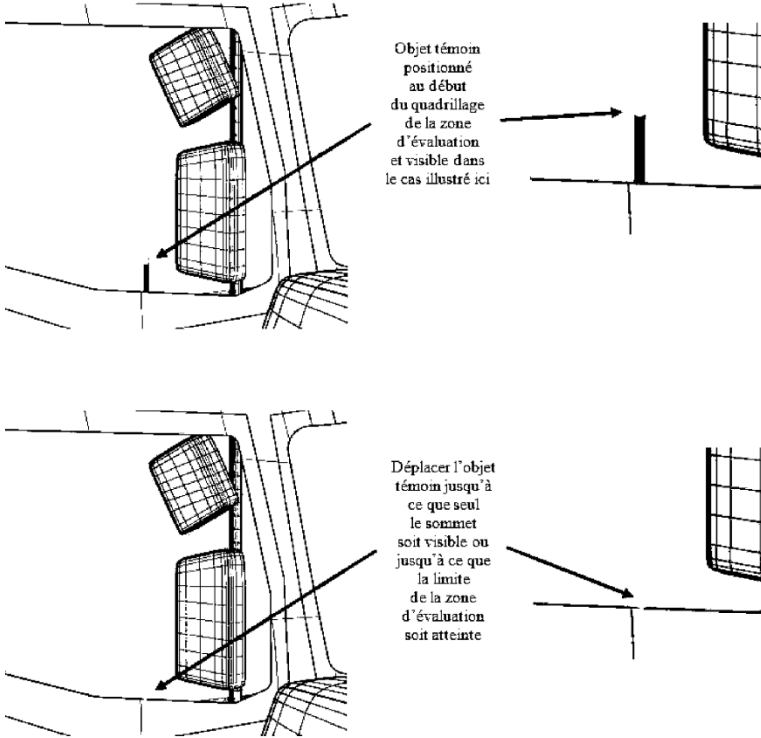 Objet témoin
positionné
au début
du quadrillage
de la zone
d'évaluation
et visible dans
le cas illustré ici
Déplacer l'objet
témoin jusqu'à
ce que seul
le sommet
soit visible ou
jusqu'à ce que
la limite
de la zone
d'évaluation
soit atteinte